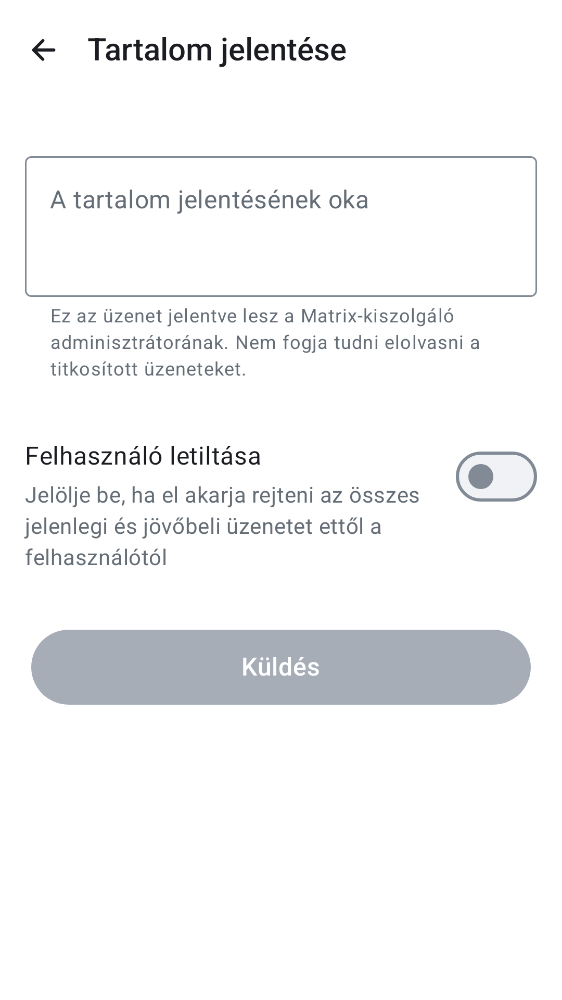 Tartalom jelentése
A tartalom jelentésének oka
Ez az üzenet jelentve lesz a Matrix-kiszolgáló
adminisztrátorának. Nem fogja tudni elolvasni a
titkosított üzeneteket.
Felhasználó letiltása
Jelölje be, ha el akarja rejteni az összes
jelenlegi és jövőbeli üzenetet ettől a
felhasználótól
Küldés